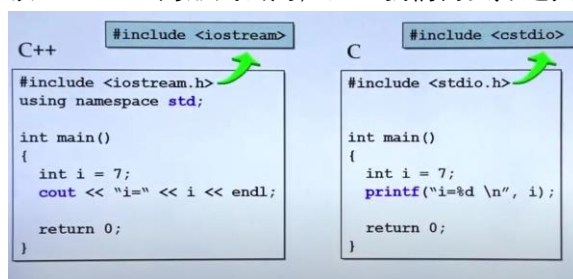 C++
#include <iostream>
#include <iostream.h>
using namespace std;
int main()
{
int i = 7;
cout << "i=" << i << endl;
return 0;
}
C
#include <cstdio>
#include <stdio.h>
int main()
{
int i = 7;
printf("i=%d \n", i);
return 0;
}